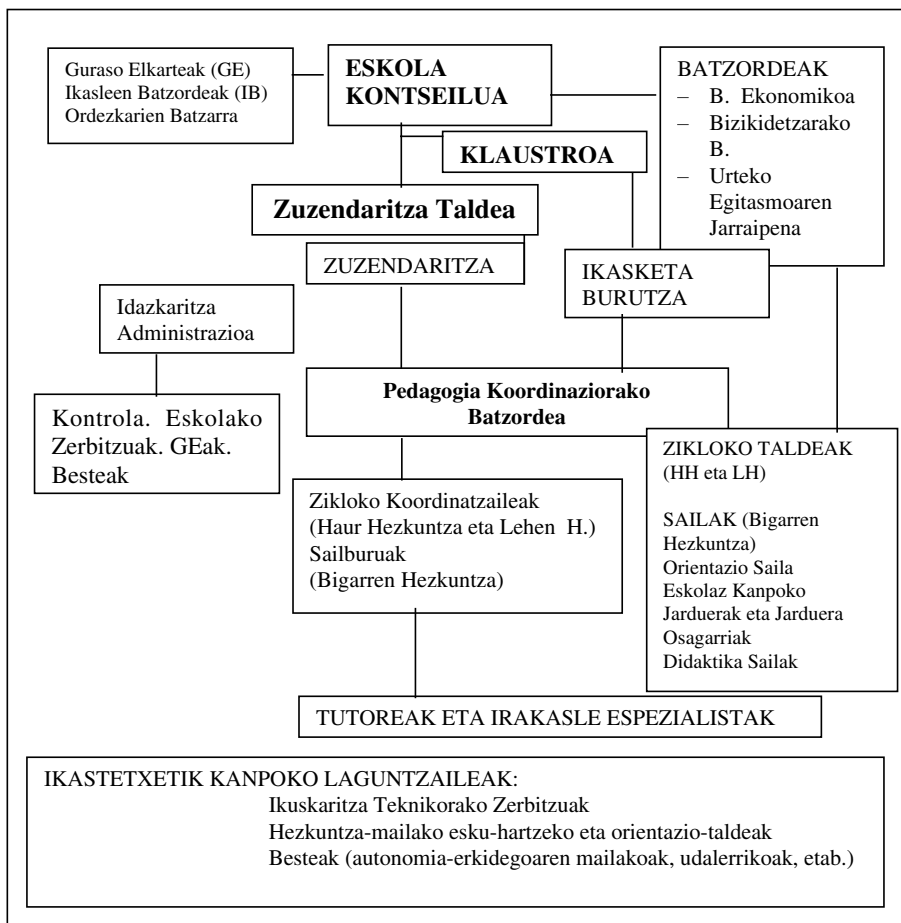 Guraso Elkarteak (GE)
Ikasleen Batzordeak (IB)
Ordezkarien Batzarra
ESKOLA
KONTSEILUA
BATZORDEAK
– B. Ekonomikoa
– Bizikidetzarako
B.
– Urteko
Egitasmoaren
Jarraipena
KLAUSTROA
Zuzendaritza Taldea
ZUZENDARITZA
IKASKETA
BURUTZA
Idazkaritza
Administrazioa
Kontrola. Eskolako
Zerbitzuak. GEak.
Besteak
Pedagogia Koordinaziorako
Batzordea
Zikloko Koordinatzaileak
(Haur Hezkuntza eta Lehen H.)
Sailburuak
(Bigarren Hezkuntza)
ZIKLOKO TALDEAK
(HH eta LH)
SAILAK (Bigarren
Hezkuntza)
Orientazio Saila
Eskolaz Kanpoko
Jarduerak eta Jarduera
Osagarriak
Didaktika Sailak
TUTOREAK ETA IRAKASLE ESPEZIALISTAK
IKASTETXETIK KANPOKO LAGUNTZAILEAK:
Ikuskaritza Teknikorako Zerbitzuak
Hezkuntza-mailako esku-hartzeko eta orientazio-taldeak
Besteak (autonomia-erkidegoaren mailakoak, udalerrikoak, etab.)